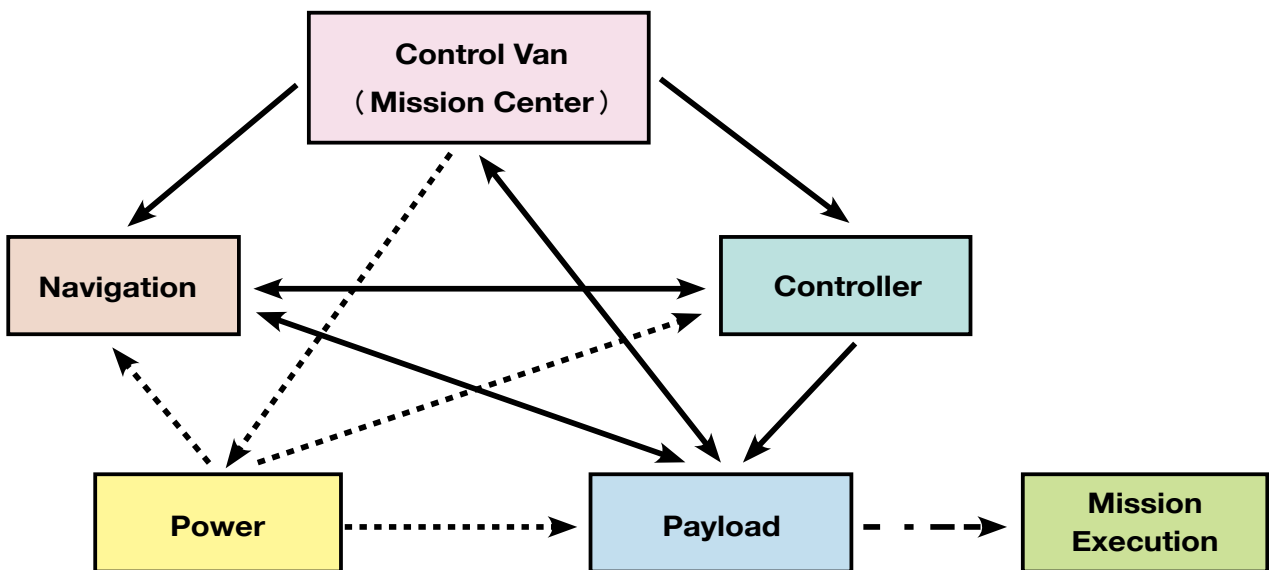 Control Van
（Mission Center）
Navigation
Controller
Power
Payload
Mission
Execution